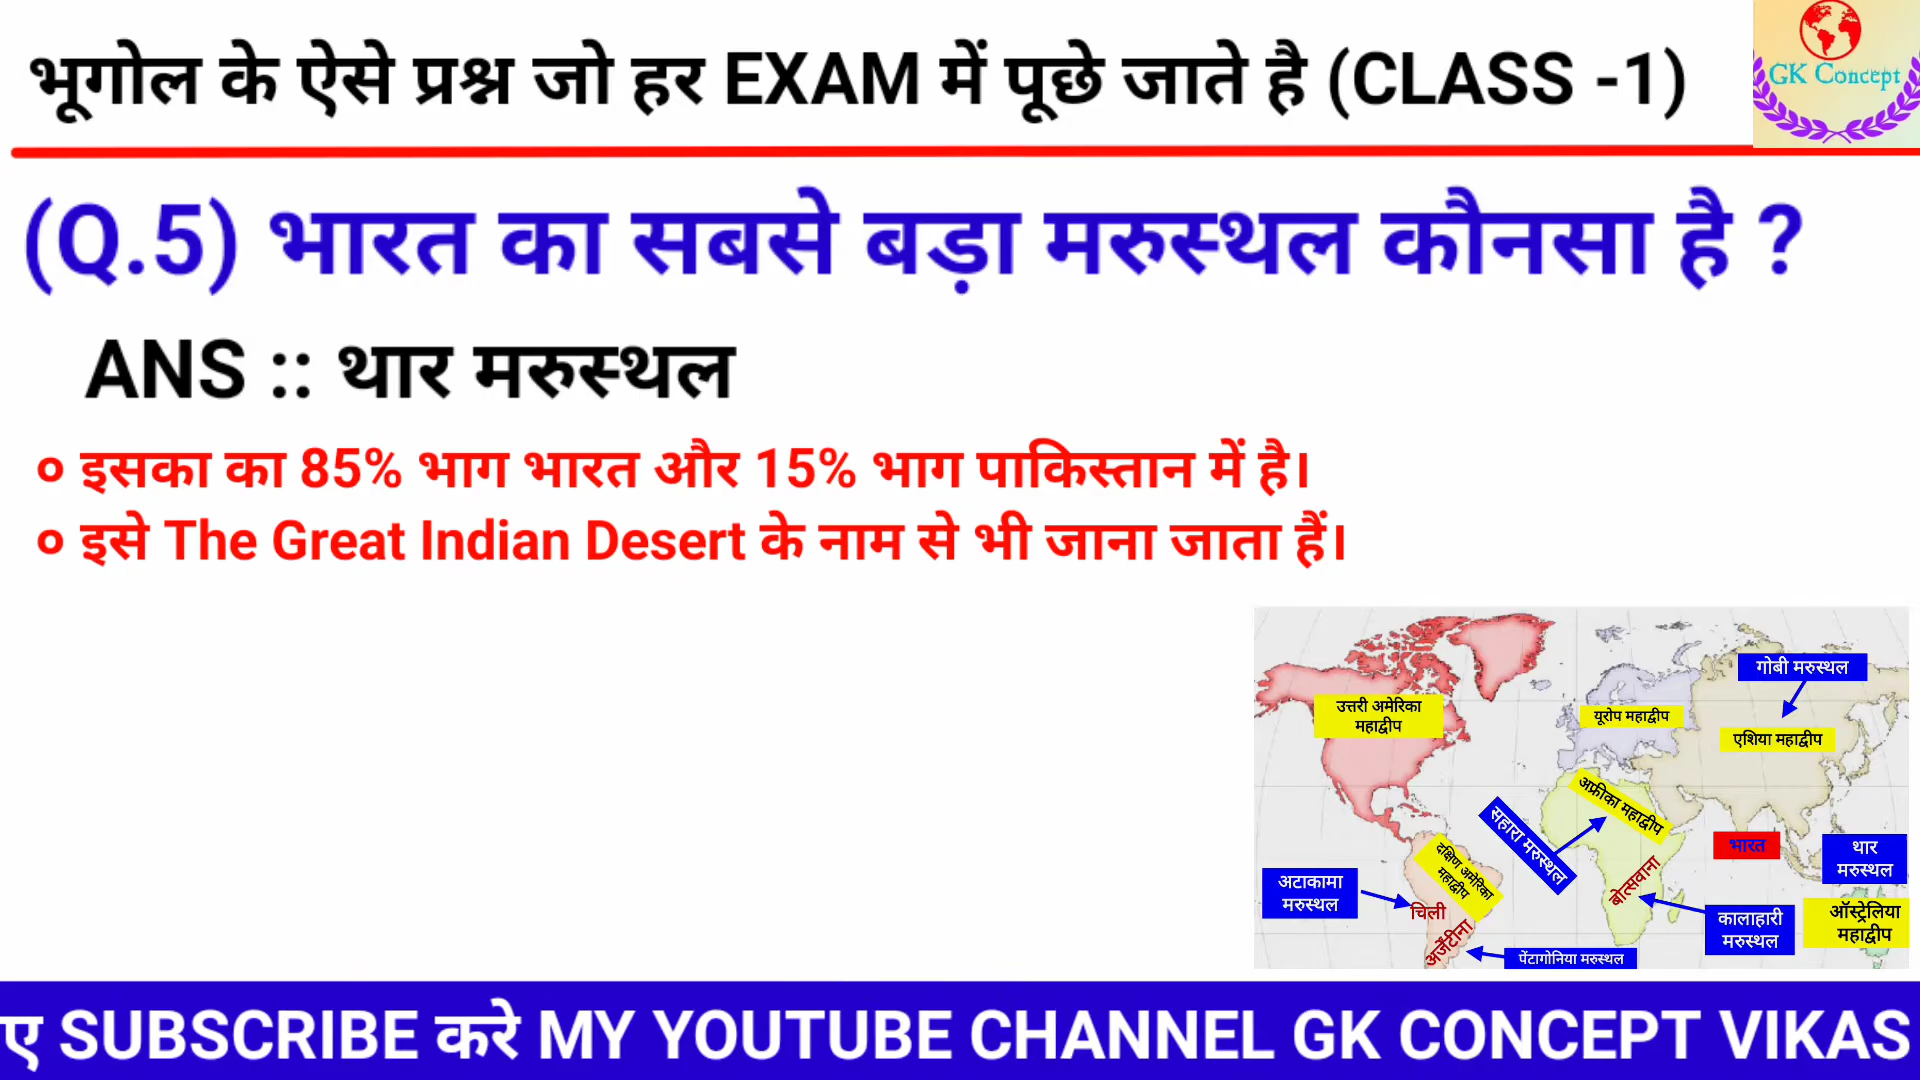 भूगोल के ऐसे प्रश्न जो हर EXAM में पूछे जाते है (CLASS -1)
GK Concept
(Q.5) भारत का सबसे बड़ा मरुस्थल कौनसा है ?
ANS :: थार मरुस्थल
० इसका का 85% भाग भारत और 15% भाग पाकिस्तान में है।
० इसे The Great Indian Desert के नाम से भी जाना जाता हैं।
गोबी मरुस्थल
उत्तरी अमेरिका
महाद्वीप
यूरोप महाद्वीप
एशिया महाद्वीप
अफ्रीका महाद्वीप
सहारा मरुस्थल
भारत
थार
मरुस्थल
दक्षिण अमेरिका
महाद्वीप
बोत्सवाना
अटाकामा
मरुस्थल
चिली
कालाहारी
मरुस्थल
ऑस्ट्रेलिया
महाद्वीप
अर्जेंटीना
पेंटागोनिया मरुस्थल
ए SUBSCRIBE करे MY YOUTUBE CHANNEL GK CONCEPT VIKAS